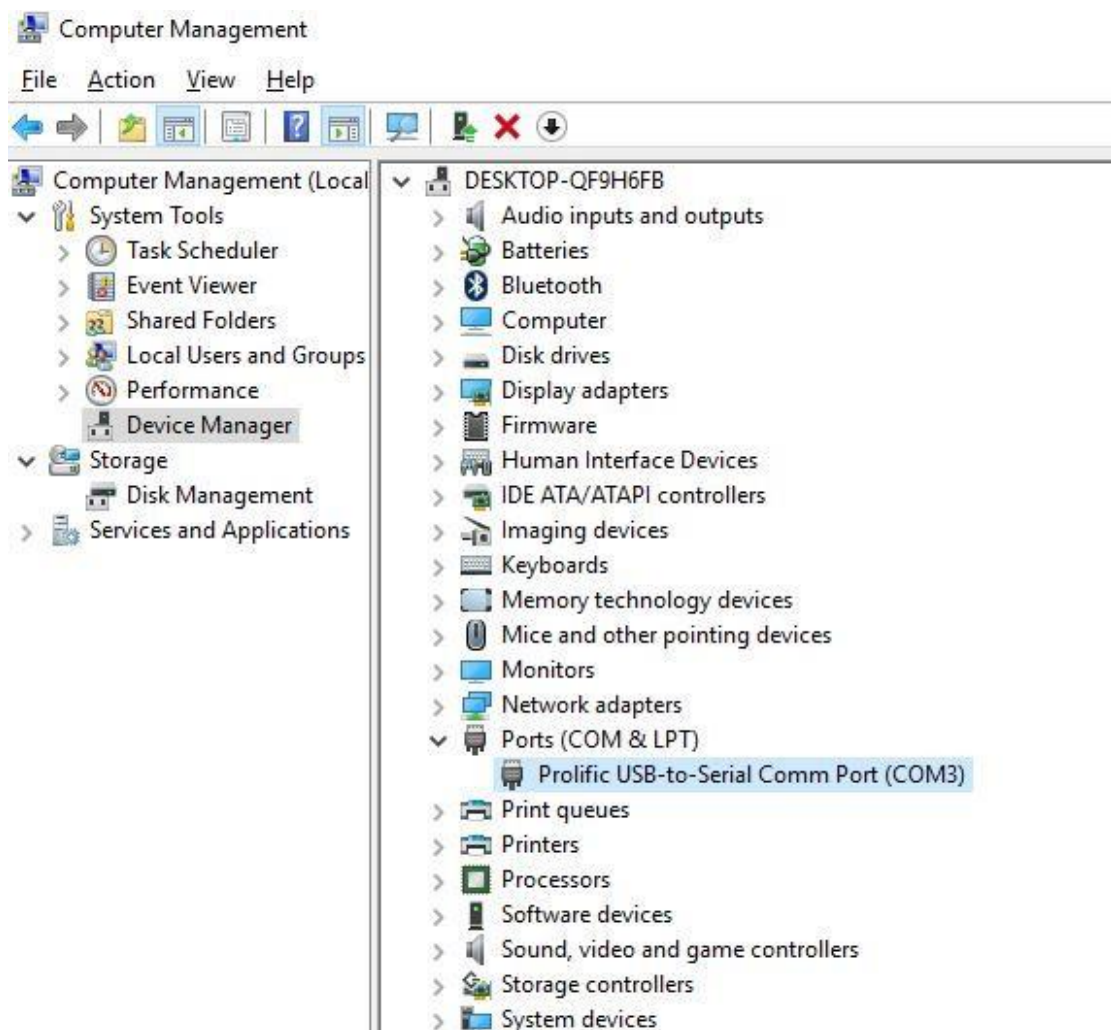 Computer Management
File Action View Help
Computer Management (Local
System Tools
Task Scheduler
Event Viewer
Shared Folders
Local Users and Groups
Performance
Device Manager
Storage
Disk Management
Services and Applications
DESKTOP-QF9H6FB
Audio inputs and outputs
Batteries
Bluetooth
Computer
Disk drives
Display adapters
Firmware
Human Interface Devices
IDE ATA/ATAPI controllers
Imaging devices
Keyboards
Memory technology devices
Mice and other pointing devices
Monitors
Network adapters
Ports (COM & LPT)
Prolific USB-to-Serial Comm Port (COM3)
Print queues
Printers
Processors
Software devices
Sound, video and game controllers
Storage controllers
System devices